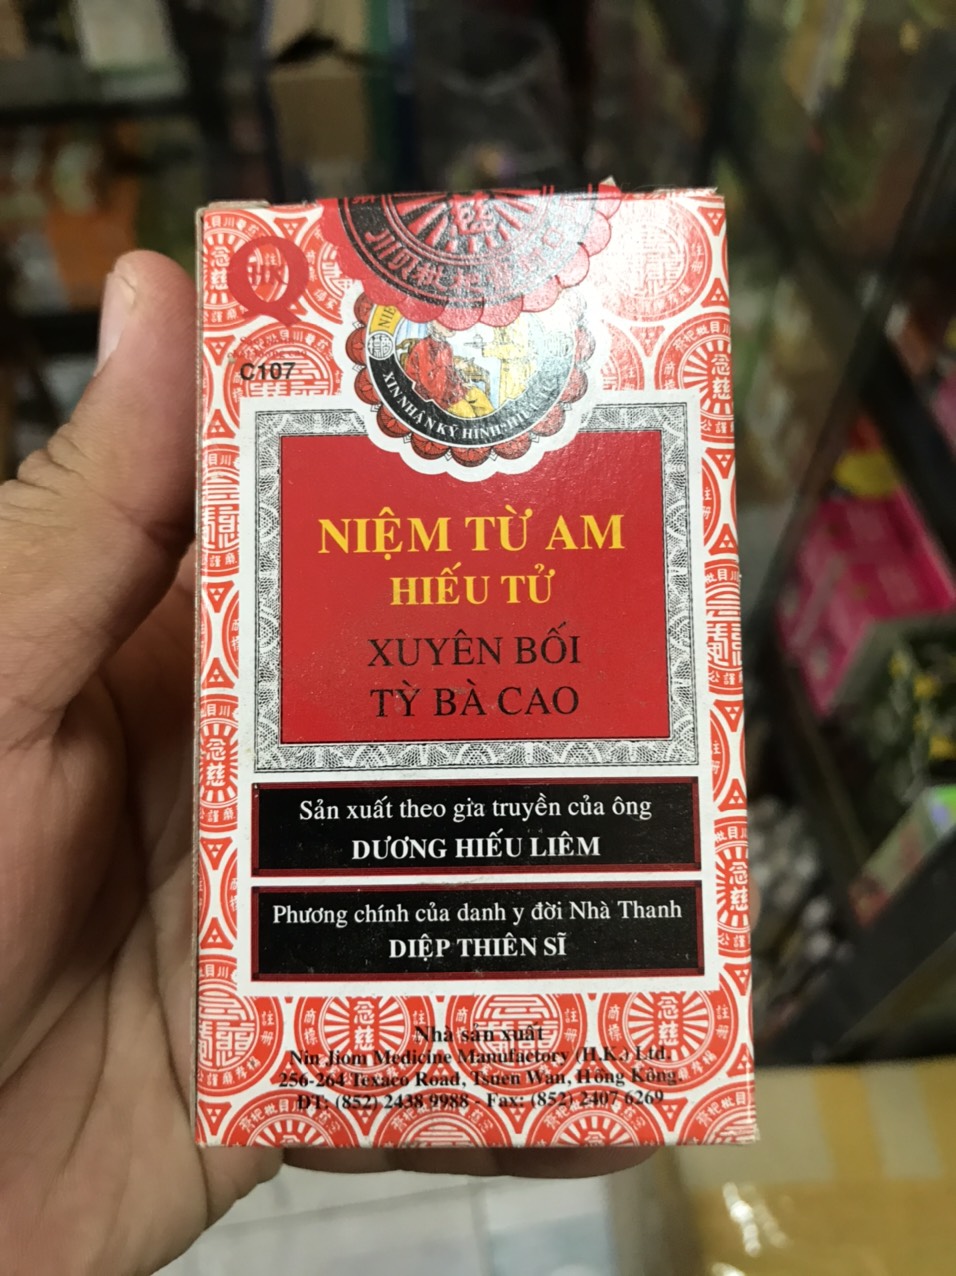 Q
C107
XIN NHẬN KỸ HÌNH
NIỆM TỪ AM
HIẾU TỬ
XUYÊN BỐI
TỲ BÀ CAO
Sản xuất theo gia truyền của ông
DƯƠNG HIẾU LIÊM
Phương chính của danh y đời Nhà Thanh
DIỆP THIÊN SĨ
Nhà sản xuất
Nin Jiom Medicine Manufactory (H.K.) Ltd.
256-264 Texaco Road, Tsuen Wan, Hồng Kông.
ĐT: (852) 2438 9988 - Fax: (852) 2407 6269